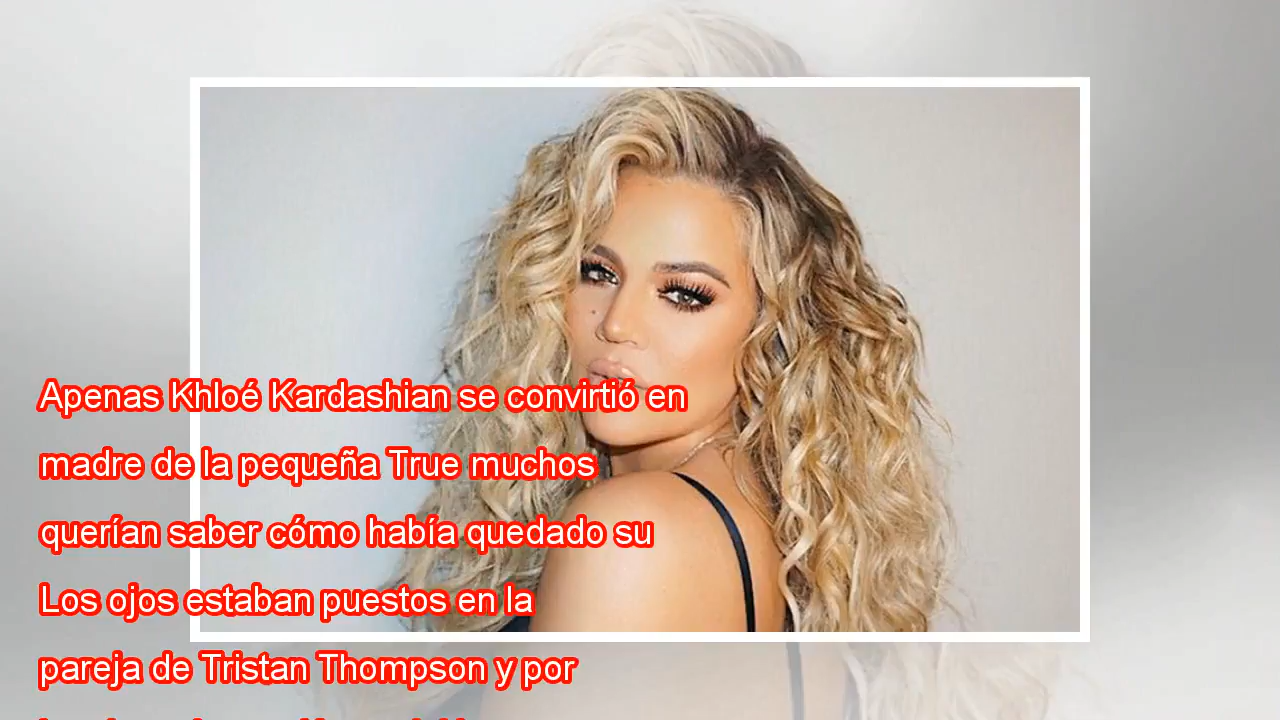 Apenas Khloé Kardashian se convirtió en
madre de la pequeña True muchos
querían saber cómo había quedado su
Los ojos estaban puestos en la
pareja de Tristan Thompson y por